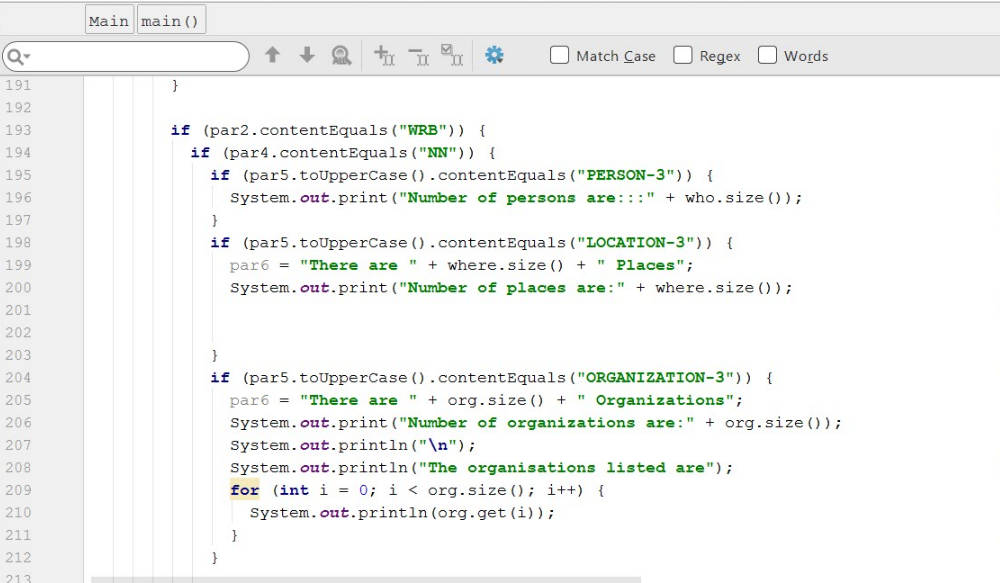 Main main()
Match Case Regex Words
191 }
192
193 if (par2.contentEquals("WRB")) {
194 if (par4.contentEquals("NN")) {
195 if (par5.toUpperCase().contentEquals("PERSON-3")) {
196 System.out.print("Number of persons are:::" + who.size());
197 }
198 if (par5.toUpperCase().contentEquals("LOCATION-3")) {
199 par6 = "There are " + where.size() + " Places";
200 System.out.print("Number of places are:" + where.size());
201
202
203 }
204 if (par5.toUpperCase().contentEquals("ORGANIZATION-3")) {
205 par6 = "There are " + org.size() + " Organizations";
206 System.out.print("Number of organizations are:" + org.size());
207 System.out.println("\n");
208 System.out.println("The organisations listed are");
209 for (int i = 0; i < org.size(); i++) {
210 System.out.println(org.get(i));
211 }
212 }
213